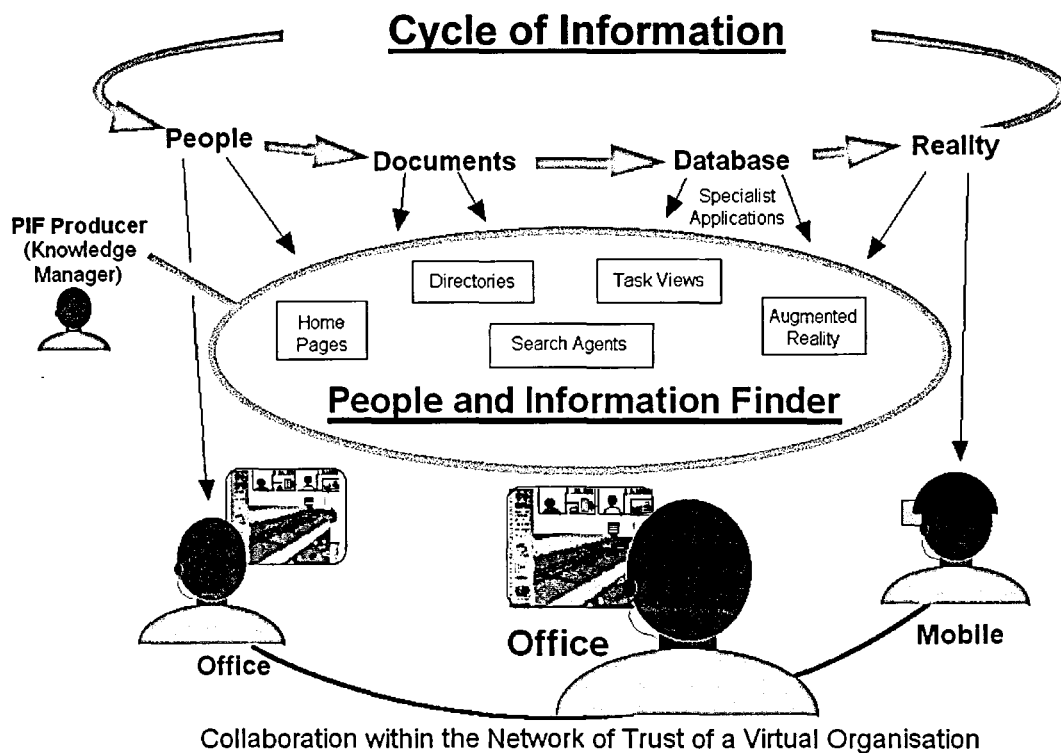 Cycle of Information
People
Documents
Database
Reality
Specialist
Applications
PIF Producer
(Knowledge
Manager)
Directories
Task Views
Home
Pages
Search Agents
Augmented
Reality
People and Information Finder
Office
Office
Mobile
Collaboration within the Network of Trust of a Virtual Organisation